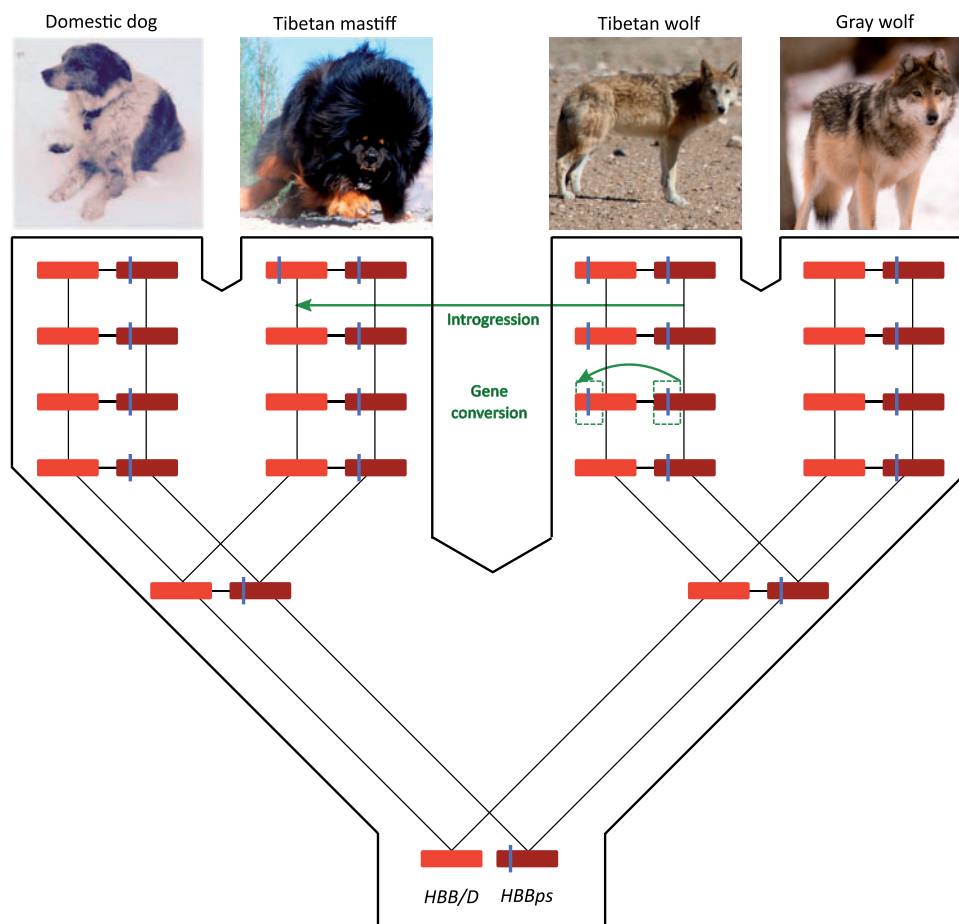 Domestic dog
Tibetan mastiff
Tibetan wolf
Gray wolf
Introgression
Gene
conversion
HBB/D
HBBps